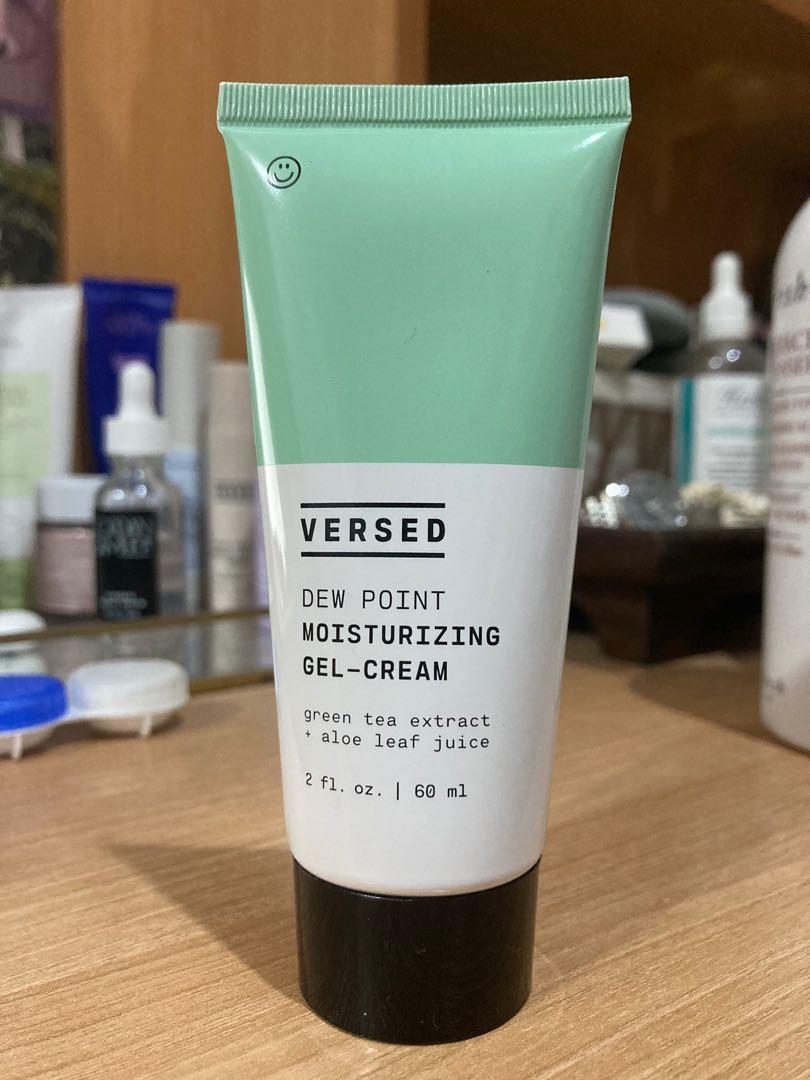 VERSED
DEW POINT
MOISTURIZING
GEL-CREAM
green tea extract
+ aloe leaf juice
2 fl. oz. | 60 ml